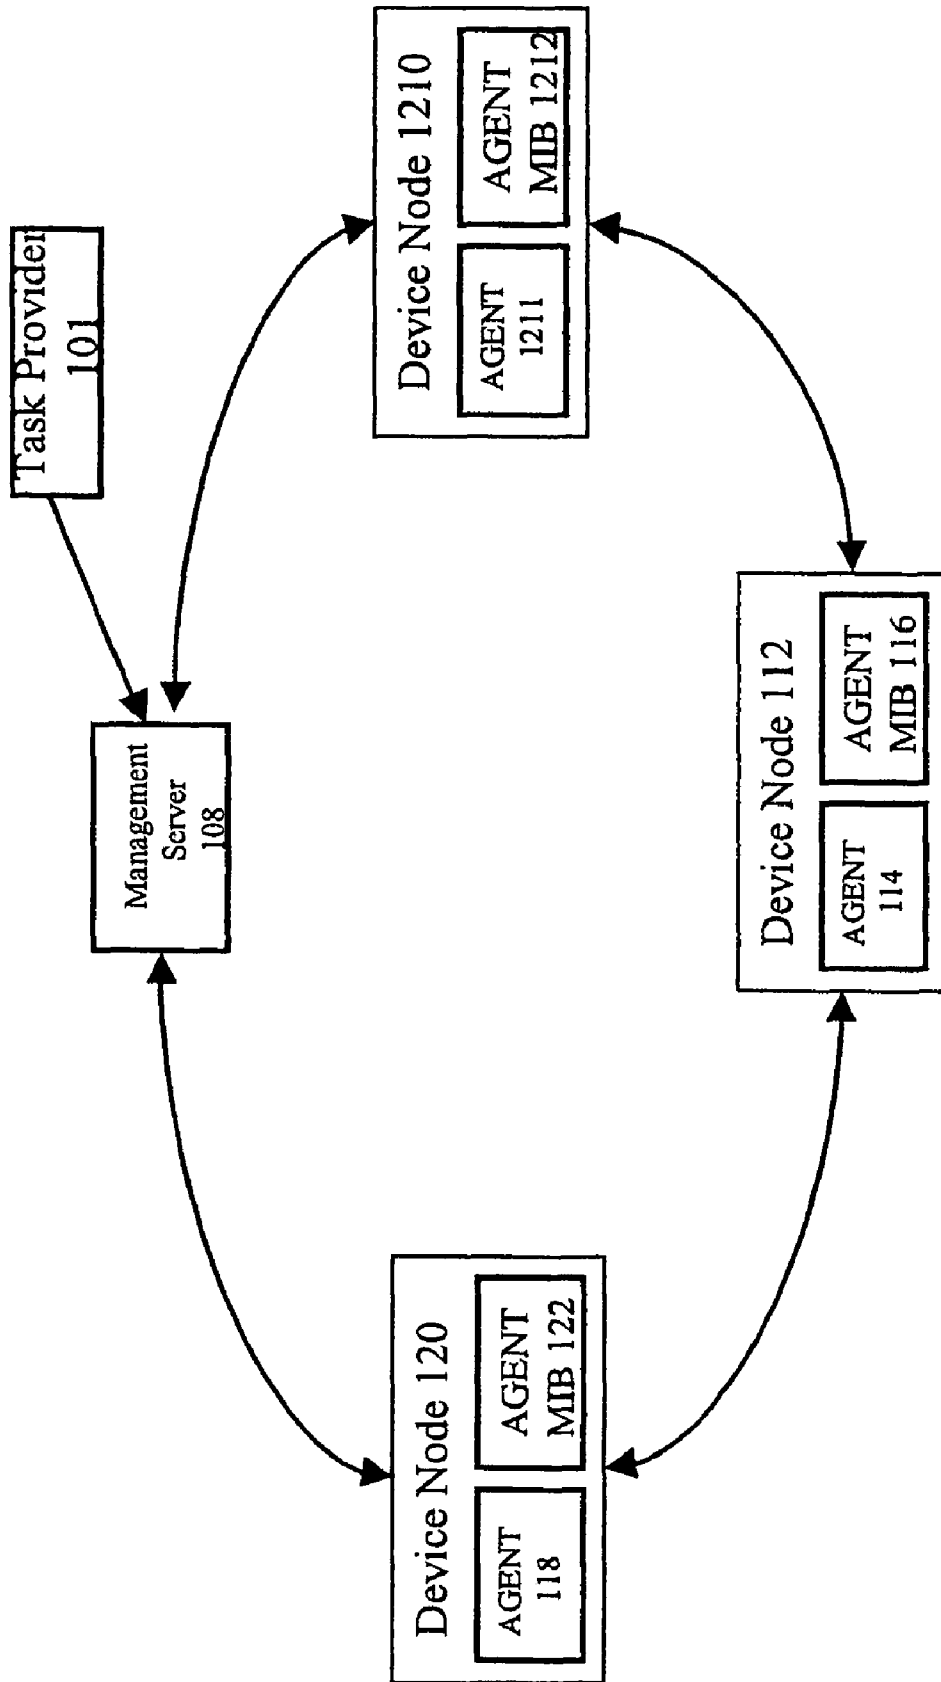 Task Provider
101
Management
Server
108
Device Node 120
AGENT
118
AGENT
MIB 122
Device Node 1210
AGENT
1211
AGENT
MIB 1212
Device Node 112
AGENT
114
AGENT
MIB 116